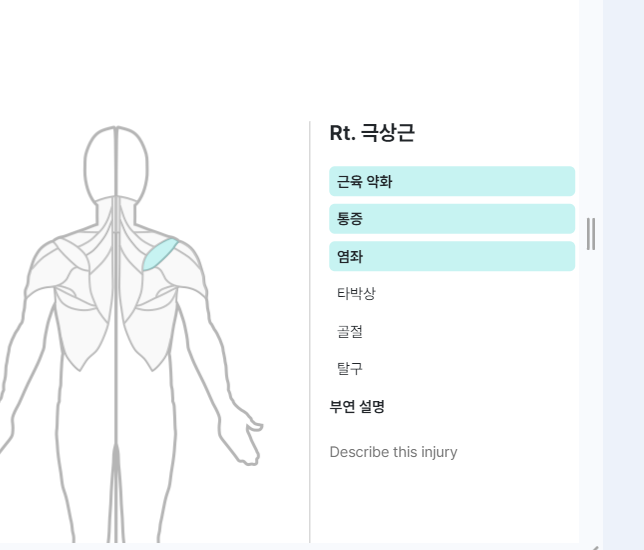 Rt. 극상근
근육 약화
통증
염좌
타박상
골절
탈구
부연 설명
Describe this injury